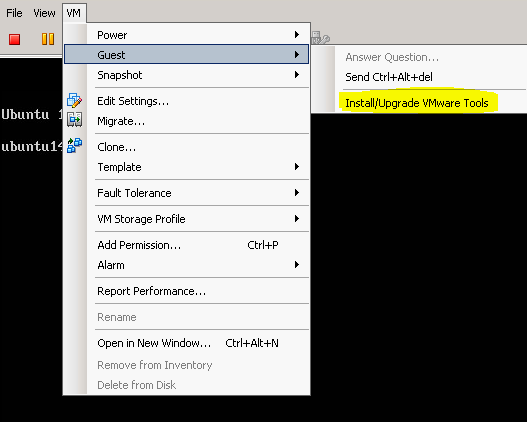 File View VM
Power
Guest
Snapshot
Edit Settings...
Migrate...
Clone...
Template
Fault Tolerance
VM Storage Profile
Add Permission... Ctrl+P
Alarm
Report Performance...
Rename
Open in New Window... Ctrl+Alt+N
Remove from Inventory
Delete from Disk
Answer Question...
Send Ctrl+Alt+del
Install/Upgrade VMware Tools
Ubuntu 1
ubuntu14